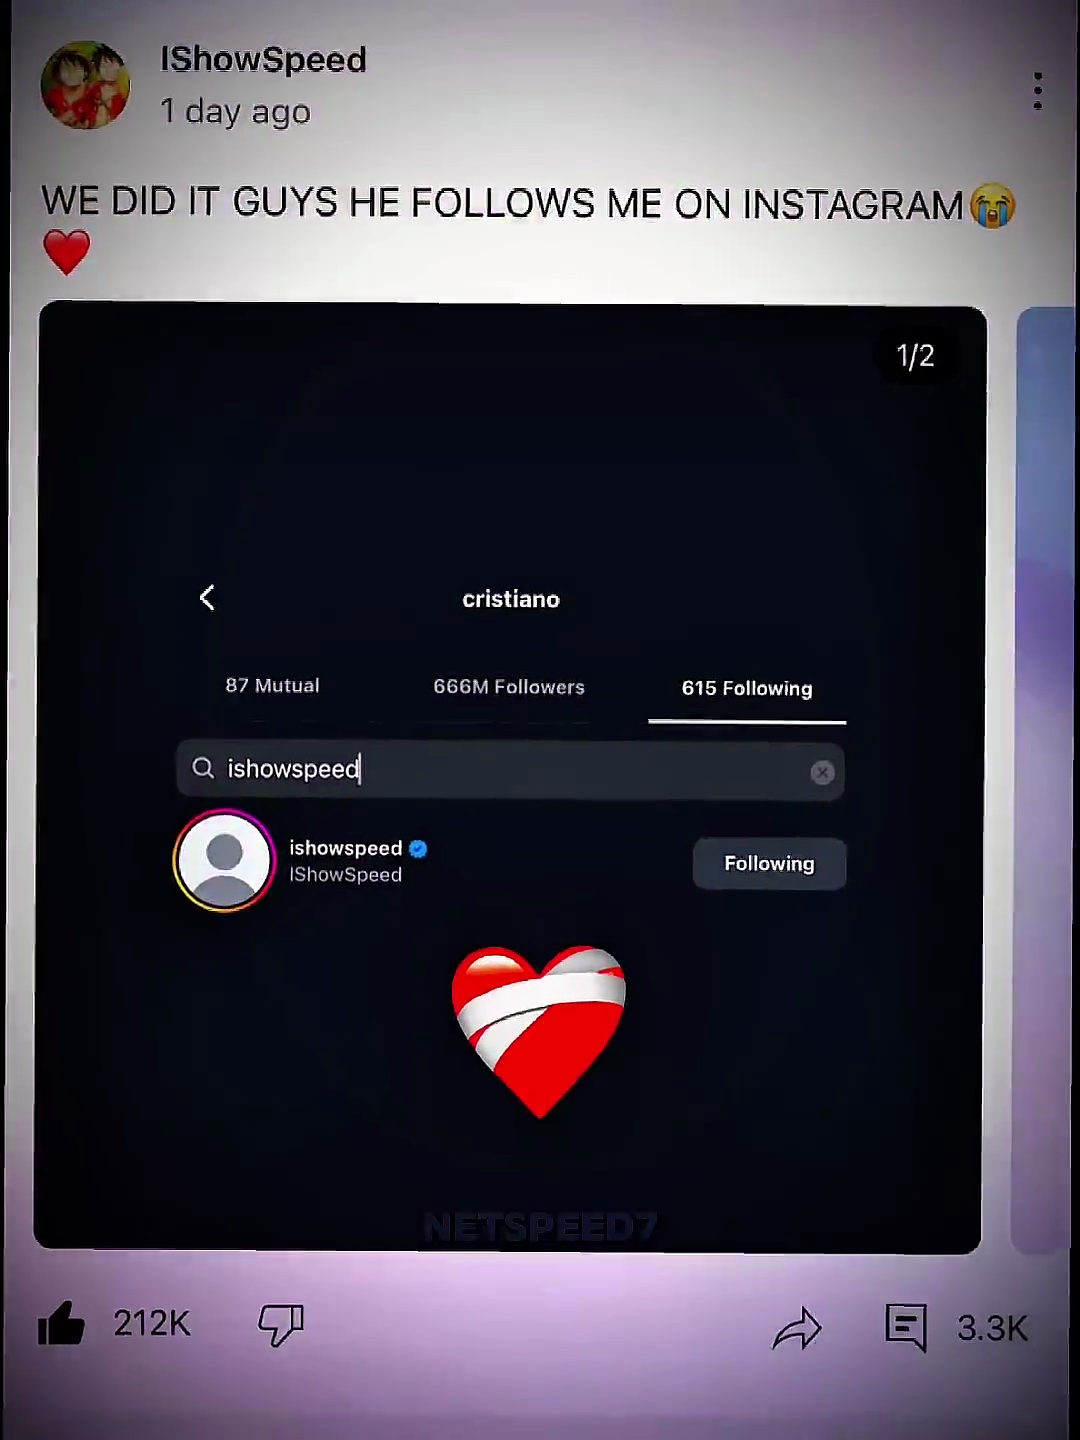 IShowSpeed
1 day ago
WE DID IT GUYS HE FOLLOWS ME ON INSTAGRAM😭
❤️
1/2
cristiano
87 Mutual 666M Followers 615 Following
ishowspeed
ishowspeed
IShowSpeed
Following
NETSPEED7
212K 3.3K